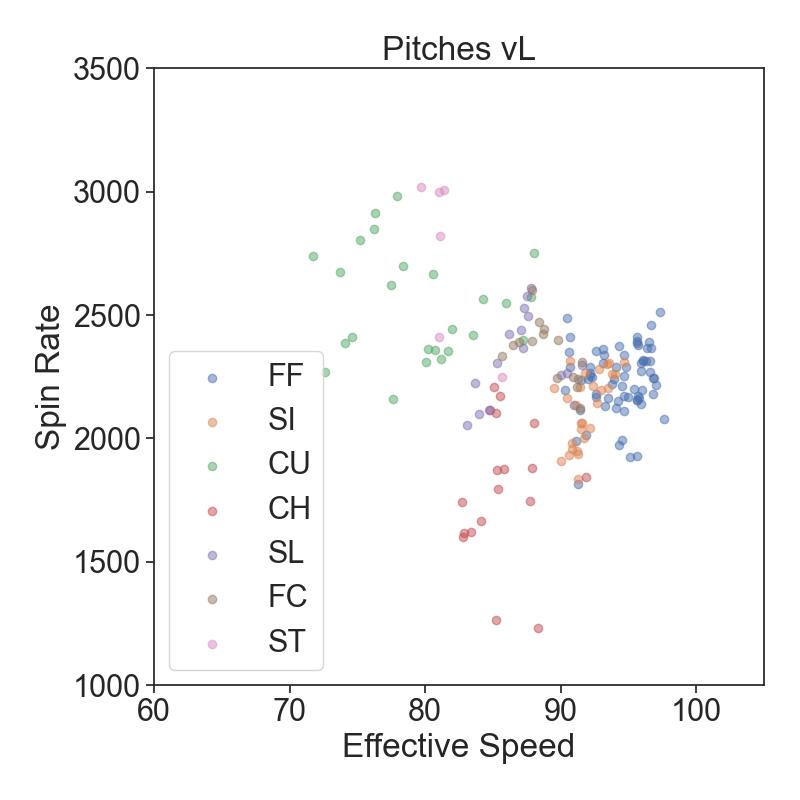 Pitches vL
3500
3000
2500
2000
1500
1000
Spin Rate
FF
SI
CU
CH
SL
FC
ST
60 70 80 90 100
Effective Speed